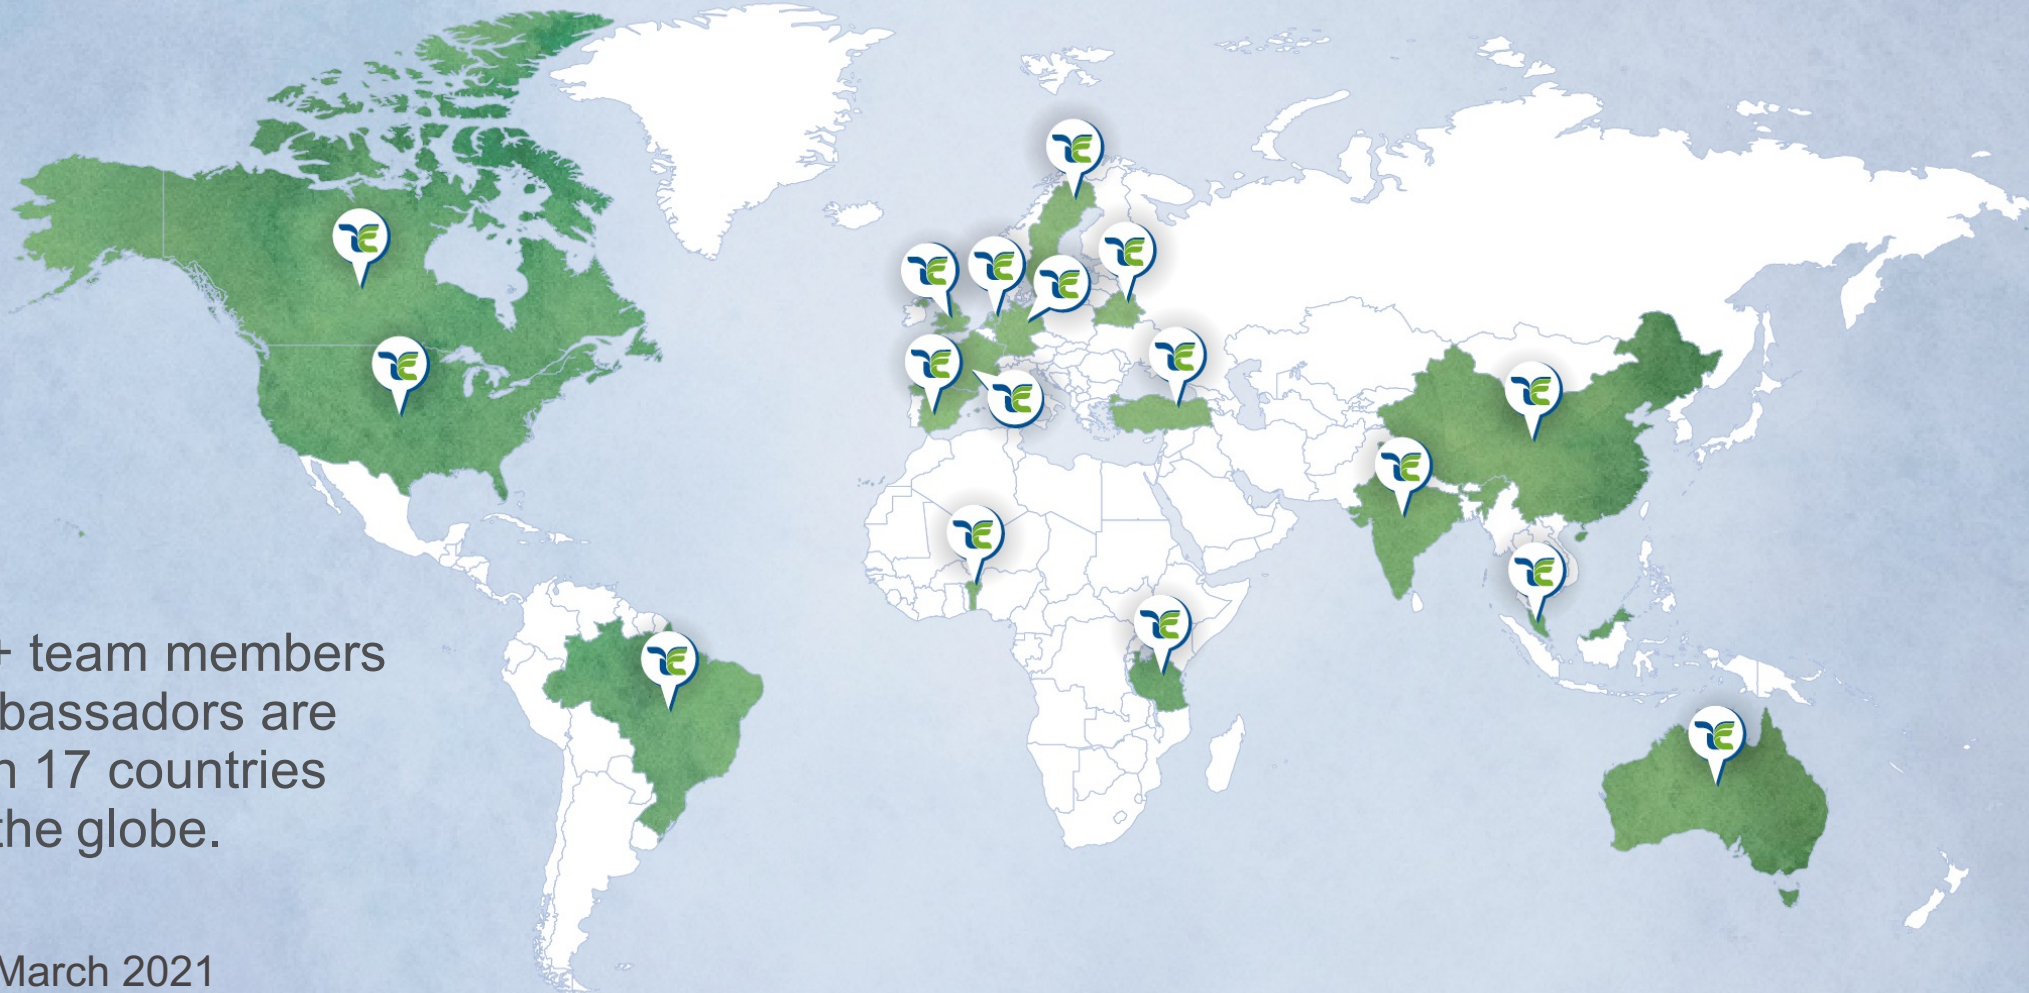 + team members
bassadors are
17 countries
the globe.
March 2021